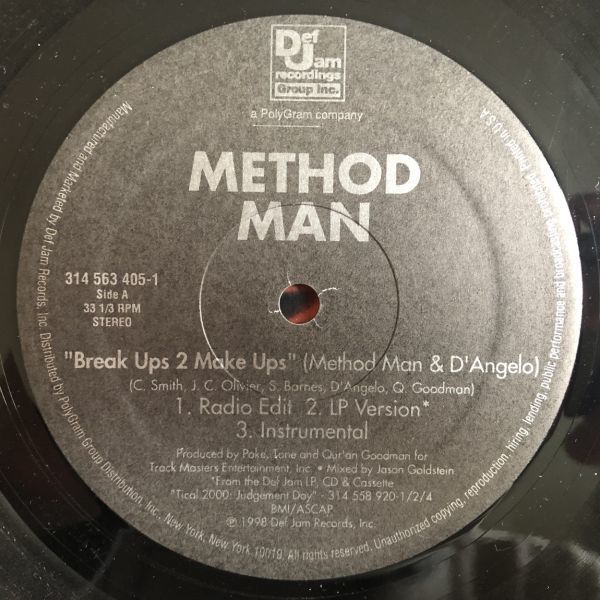 Def
Jam
recordings
Group Inc.
a PolyGram company
METHOD
MAN
314 563 405-1
Side A
33 1/3 RPM
STEREO
"Break Ups 2 Make Ups" (Method Man & D'Angelo)
(C. Smith, J. C. Olivier, S. Barnes, D'Angelo, Q. Goodman)
1. Radio Edit 2. LP Version*
3. Instrumental
Produced by Poke, Tone and Qur'an Goodman for
Track Masters Entertainment, Inc. • Mixed by Jason Goldstein
*From the Def Jam LP, CD & Cassette
"Tical 2000: Judgement Day" - 314 558 920-1/2/4
BMI/ASCAP
℗ 1998 Def Jam Records, Inc.
Manufactured and Marketed by Def Jam Records, Inc. Distributed by PolyGram Group Distribution, Inc., New York, New York 10019. All rights reserved. Unauthorized copying, reproduction, hiring, lending, public performance and broadcasting prohibited. Printed in U.S.A.